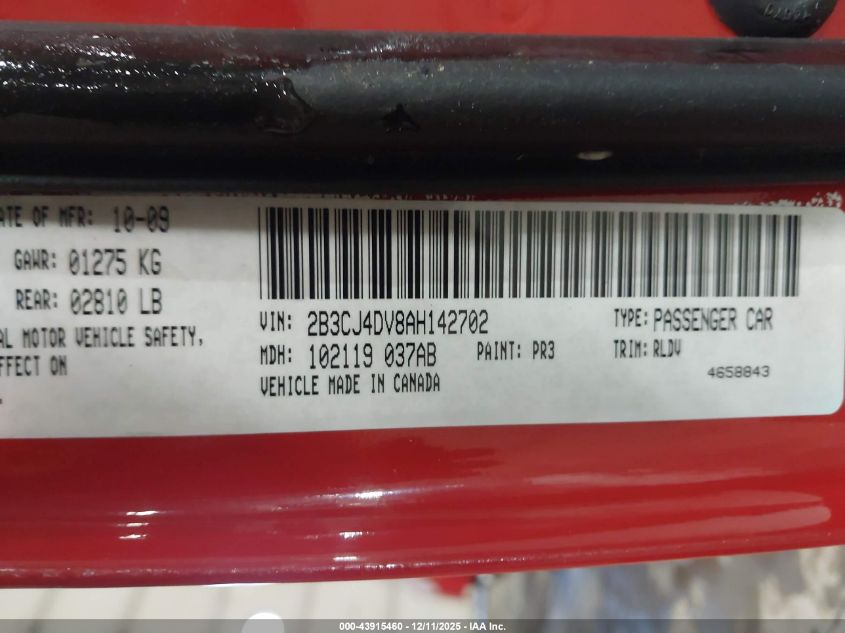 ATE OF MFR: 10-09
GAWR: 01275 KG
REAR: 02810 LB
AL MOTOR VEHICLE SAFETY,
FFECT ON
VIN: 2B3CJ4DV8AH142702
TYPE: PASSENGER CAR
MDH: 102119 037AB
PAINT: PR3
TRIM: RLDV
VEHICLE MADE IN CANADA
4658843
000-43915460 - 12/11/2025 - IAA Inc.